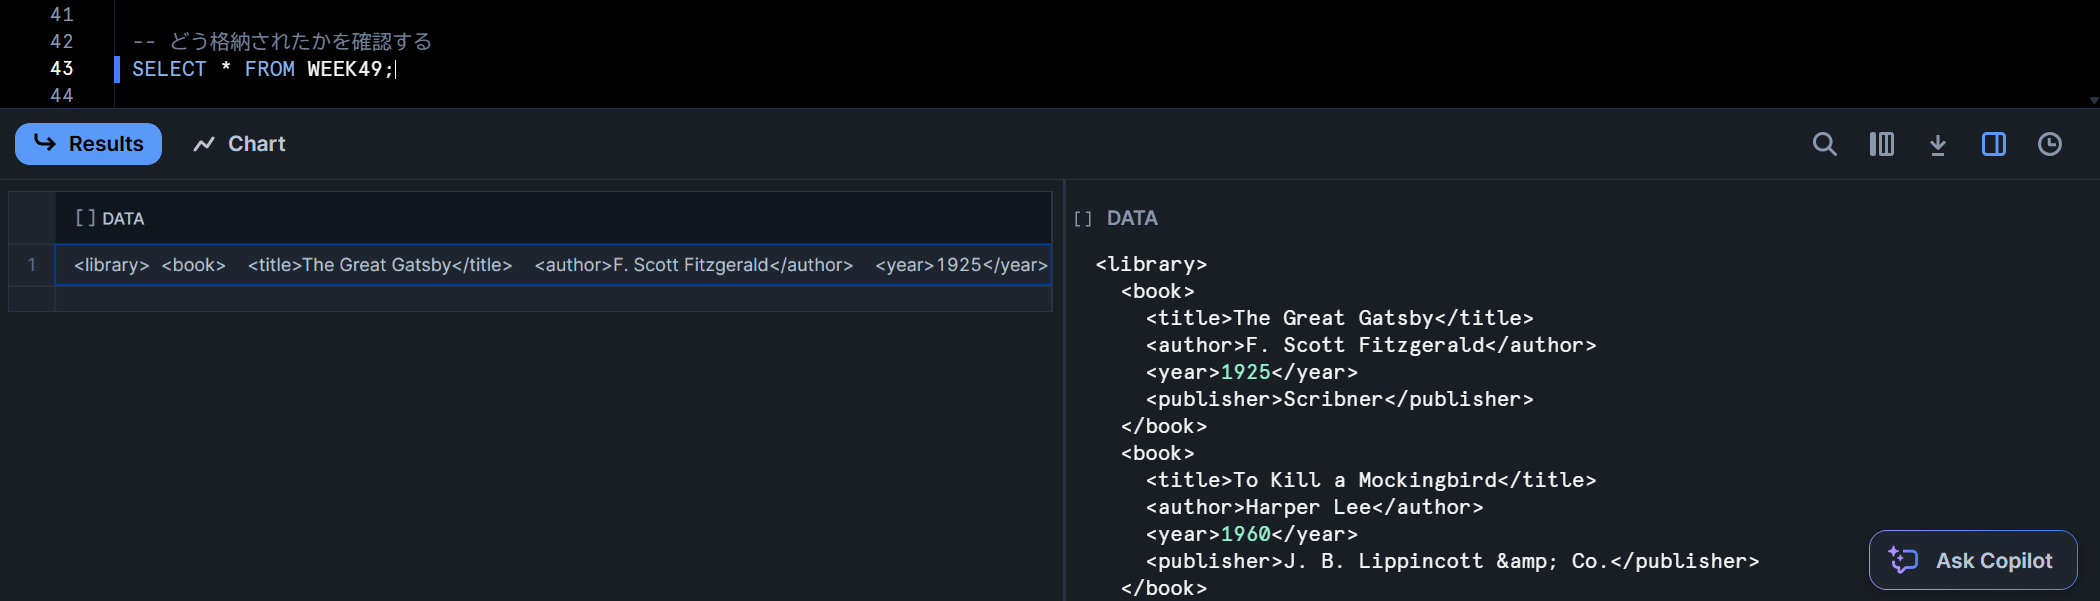 41
42 -- どう格納されたかを確認する
43 SELECT * FROM WEEK49;
44
Results Chart
[] DATA
1 <library> <book> <title>The Great Gatsby</title> <author>F. Scott Fitzgerald</author> <year>1925</year>
[] DATA
<library>
  <book>
    <title>The Great Gatsby</title>
    <author>F. Scott Fitzgerald</author>
    <year>1925</year>
    <publisher>Scribner</publisher>
  </book>
  <book>
    <title>To Kill a Mockingbird</title>
    <author>Harper Lee</author>
    <year>1960</year>
    <publisher>J. B. Lippincott &amp; Co.</publisher>
  </book>
Ask Copilot